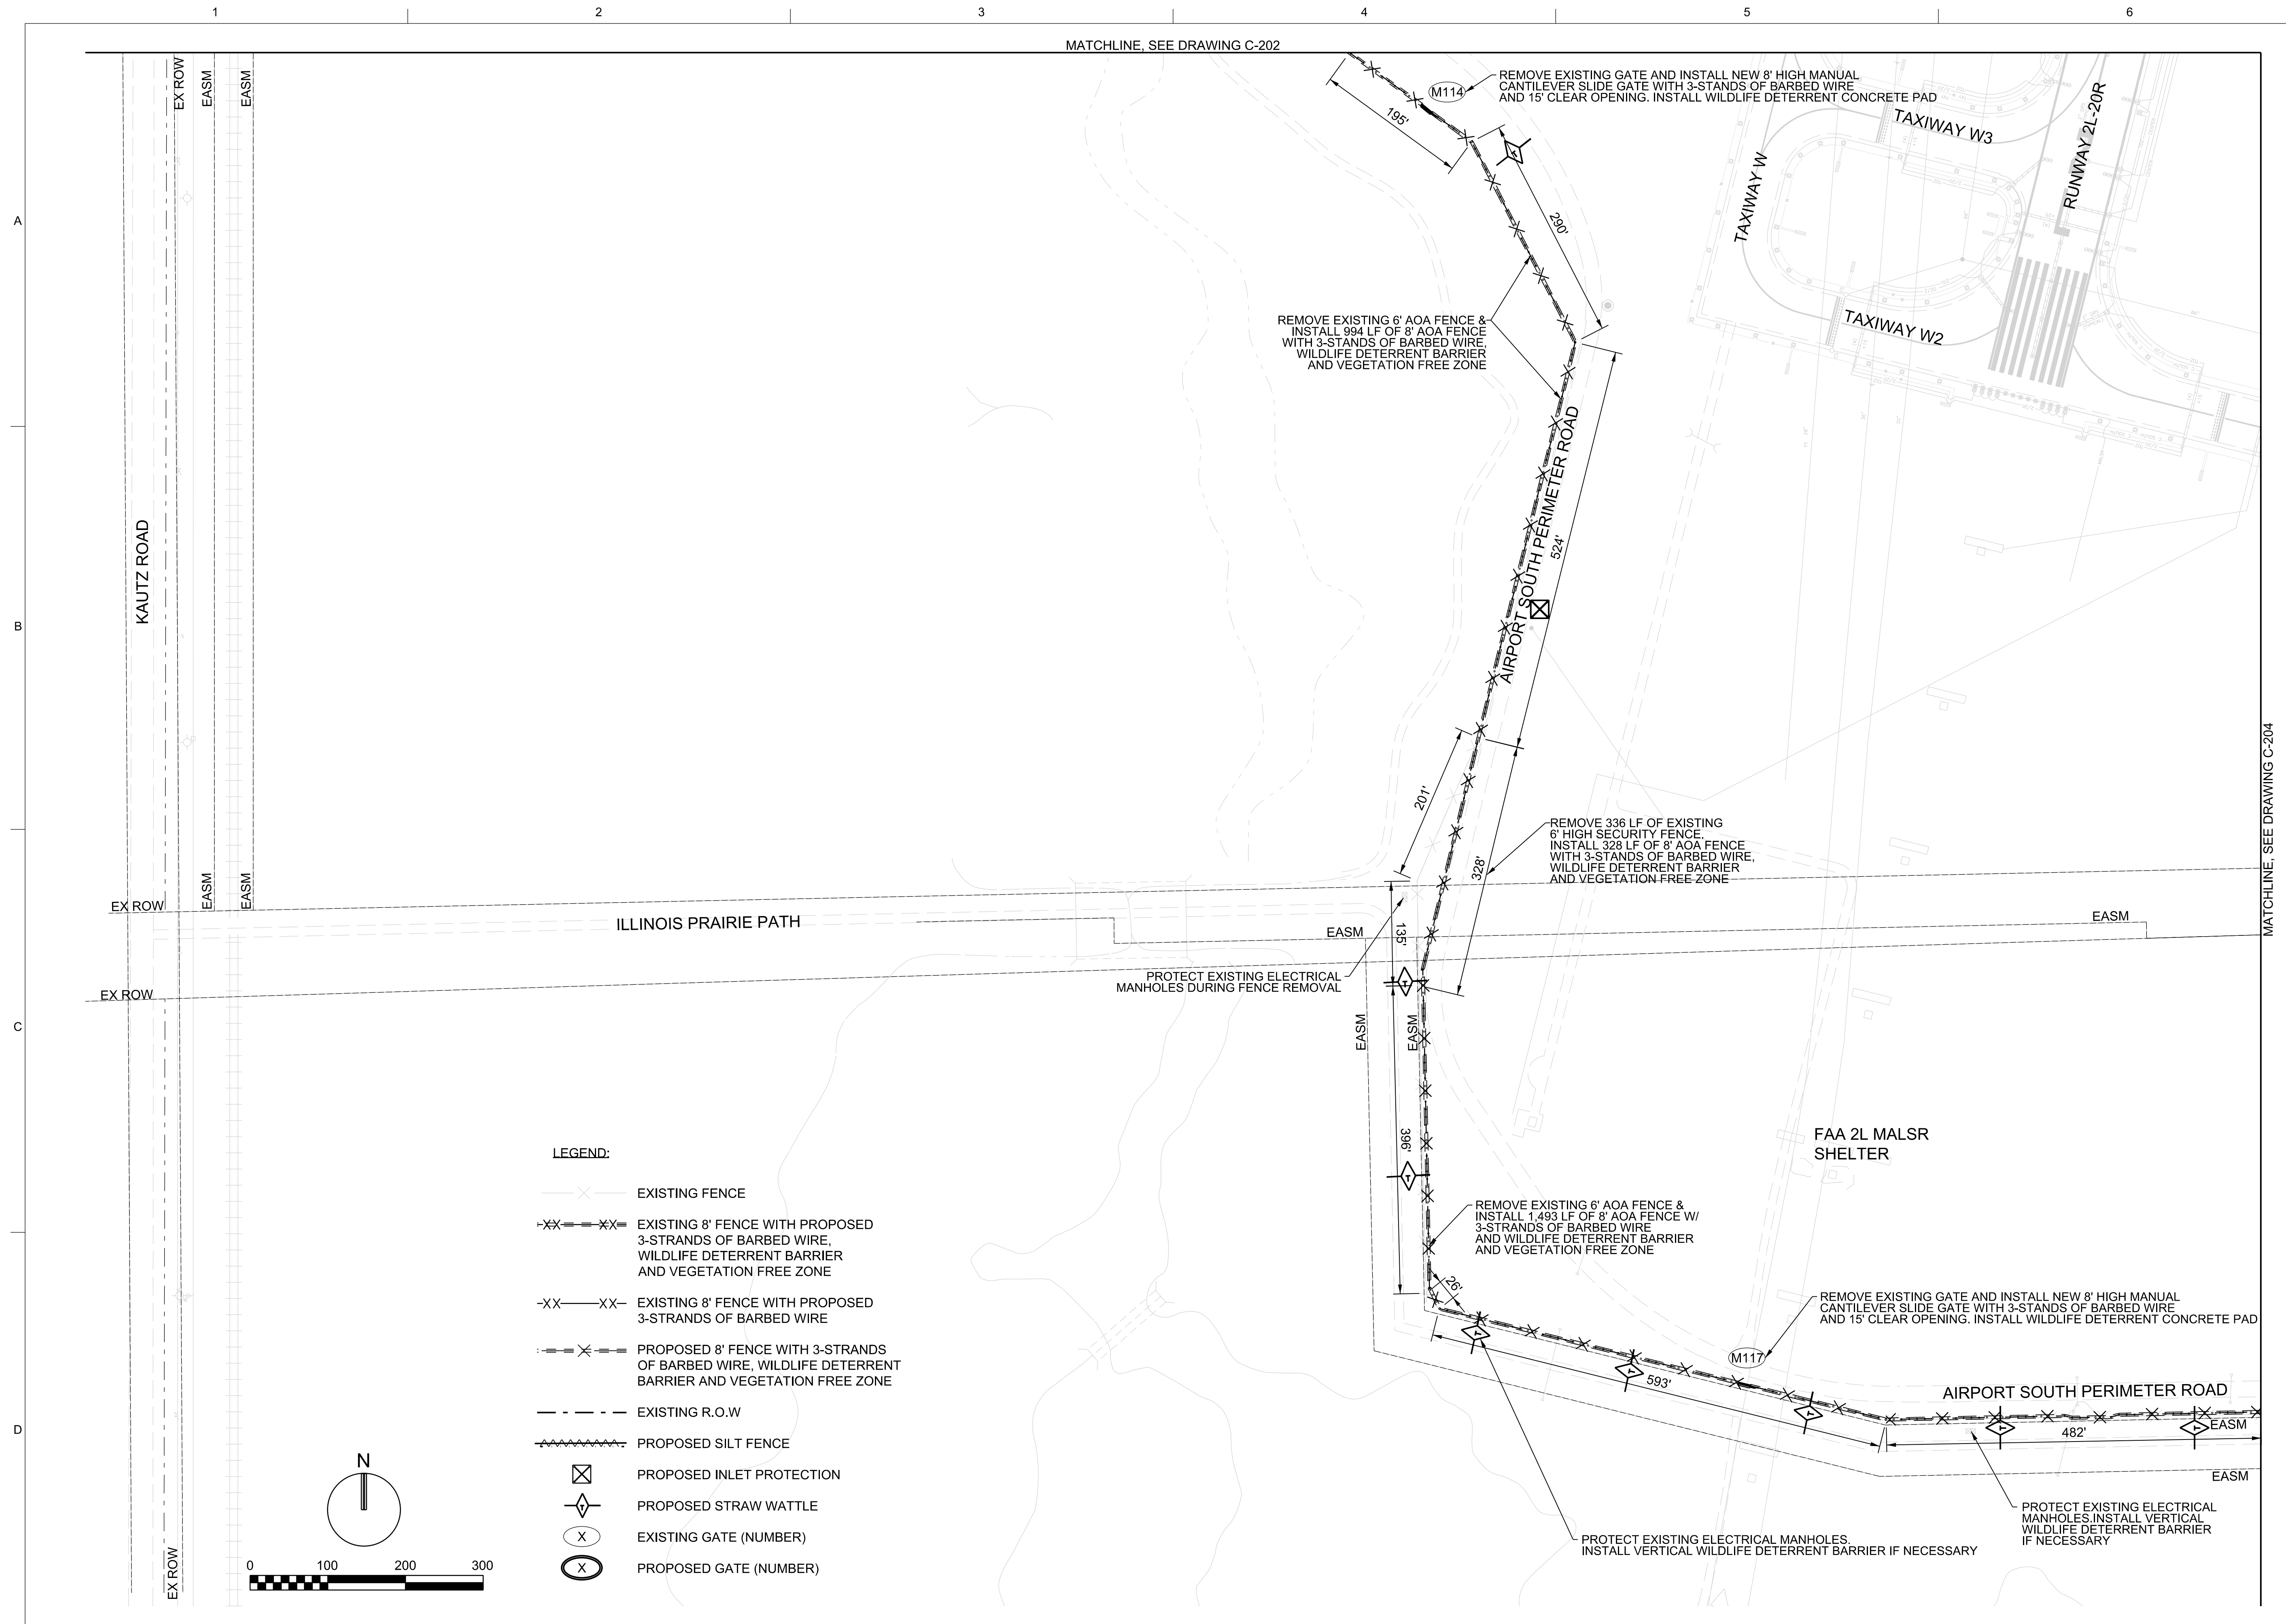 1
2
3
4
5
6
MATCHLINE, SEE DRAWING C-202
EX ROW
EASM
EASM
M114
REMOVE EXISTING GATE AND INSTALL NEW 8' HIGH MANUAL
CANTILEVER SLIDE GATE WITH 3-STANDS OF BARBED WIRE
AND 15' CLEAR OPENING. INSTALL WILDLIFE DETERRENT CONCRETE PAD
195'
290'
TAXIWAY W3
TAXIWAY W
RUNWAY 2L-20R
TAXIWAY W2
A
REMOVE EXISTING 6' AOA FENCE &
INSTALL 994 LF OF 8' AOA FENCE
WITH 3-STANDS OF BARBED WIRE,
WILDLIFE DETERRENT BARRIER
AND VEGETATION FREE ZONE
AIRPORT SOUTH PERIMETER ROAD
524'
KAUTZ ROAD
B
201'
328'
REMOVE 336 LF OF EXISTING
6' HIGH SECURITY FENCE.
INSTALL 328 LF OF 8' AOA FENCE
WITH 3-STANDS OF BARBED WIRE,
WILDLIFE DETERRENT BARRIER
AND VEGETATION FREE ZONE
MATCHLINE, SEE DRAWING C-204
EASM
EASM
EX ROW
ILLINOIS PRAIRIE PATH
EASM
135'
EASM
PROTECT EXISTING ELECTRICAL
MANHOLES DURING FENCE REMOVAL
EX ROW
C
EASM
EASM
396'
FAA 2L MALSR
SHELTER
REMOVE EXISTING 6' AOA FENCE &
INSTALL 1,493 LF OF 8' AOA FENCE W/
3-STRANDS OF BARBED WIRE
AND WILDLIFE DETERRENT BARRIER
AND VEGETATION FREE ZONE
26'
REMOVE EXISTING GATE AND INSTALL NEW 8' HIGH MANUAL
CANTILEVER SLIDE GATE WITH 3-STANDS OF BARBED WIRE
AND 15' CLEAR OPENING. INSTALL WILDLIFE DETERRENT CONCRETE PAD
M117
593'
AIRPORT SOUTH PERIMETER ROAD
EASM
482'
EASM
D
PROTECT EXISTING ELECTRICAL
MANHOLES.INSTALL VERTICAL
WILDLIFE DETERRENT BARRIER
IF NECESSARY
PROTECT EXISTING ELECTRICAL MANHOLES.
INSTALL VERTICAL WILDLIFE DETERRENT BARRIER IF NECESSARY
LEGEND:
EXISTING FENCE
EXISTING 8' FENCE WITH PROPOSED
3-STRANDS OF BARBED WIRE,
WILDLIFE DETERRENT BARRIER
AND VEGETATION FREE ZONE
EXISTING 8' FENCE WITH PROPOSED
3-STRANDS OF BARBED WIRE
PROPOSED 8' FENCE WITH 3-STRANDS
OF BARBED WIRE, WILDLIFE DETERRENT
BARRIER AND VEGETATION FREE ZONE
EXISTING R.O.W
PROPOSED SILT FENCE
PROPOSED INLET PROTECTION
PROPOSED STRAW WATTLE
X EXISTING GATE (NUMBER)
X PROPOSED GATE (NUMBER)
N
0 100 200 300
EX ROW